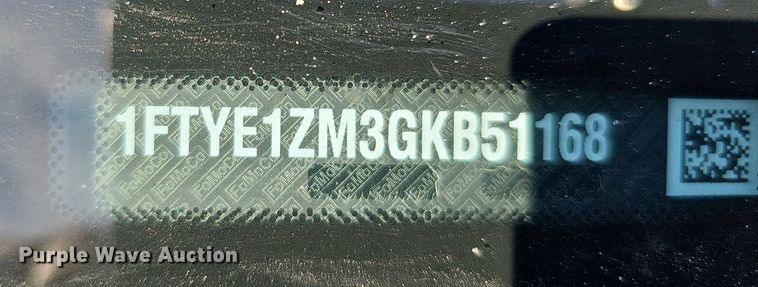 1FTYE1ZM3GKB51168
Purple Wave Auction